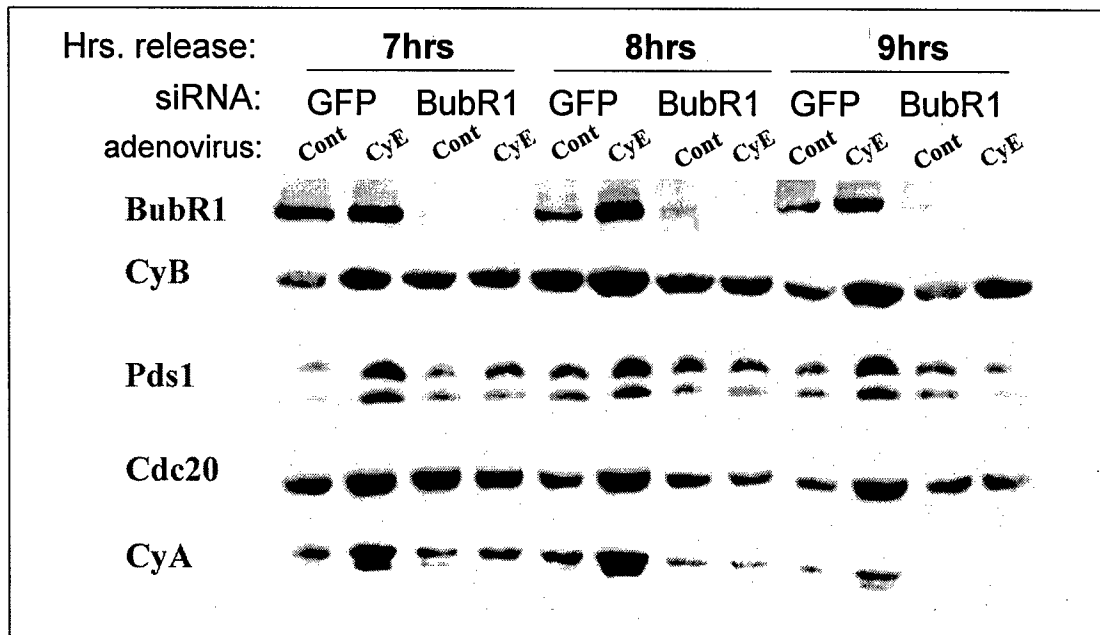 Hrs. release: 7hrs 8hrs 9hrs
siRNA: GFP BubR1 GFP BubR1 GFP BubR1
adenovirus: Cont CyE Cont CyE Cont CyE Cont CyE Cont CyE Cont CyE
BubR1
CyB
Pds1
Cdc20
CyA